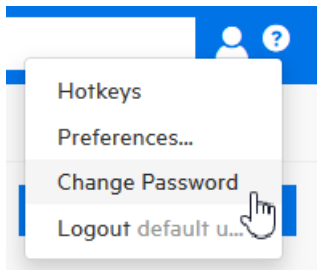 ?
Hotkeys
Preferences...
Change Password
Logout default u...